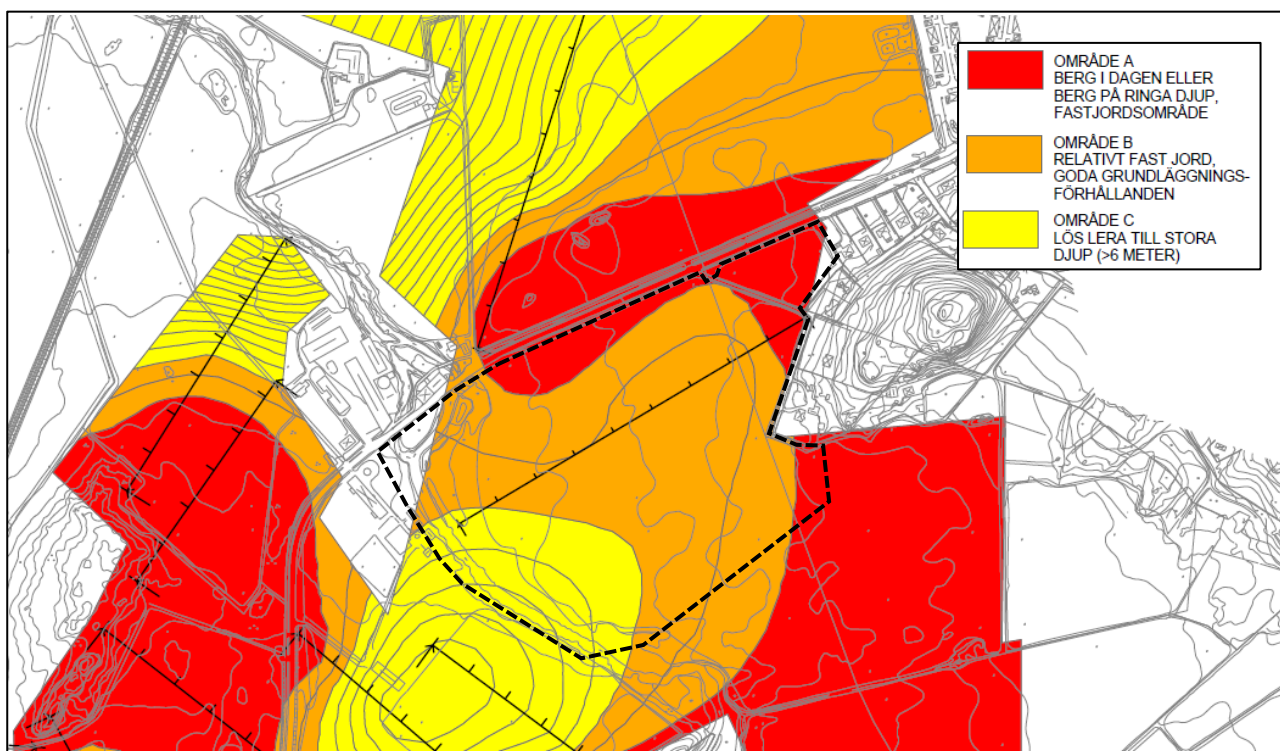 OMRÅDE A
BERG I DAGEN ELLER
BERG PÅ RINGA DJUP,
FASTJORDSOMRÅDE
OMRÅDE B
RELATIVT FAST JORD,
GODA GRUNDLÄGGNINGS-
FÖRHÅLLANDEN
OMRÅDE C
LÖS LERA TILL STORA
DJUP (>6 METER)